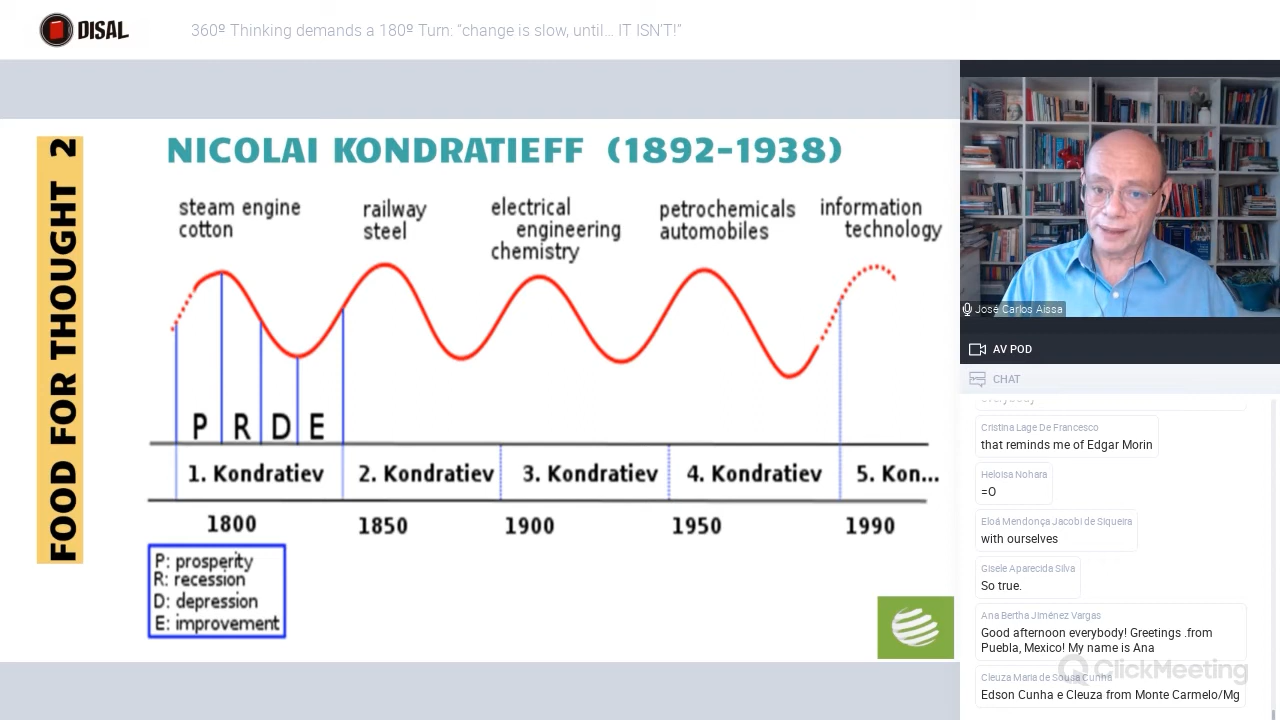 DISAL
360º Thinking demands a 180º Turn: “change is slow, until... IT ISN'T!”
FOOD FOR THOUGHT 2
NICOLAI KONDRATIEFF (1892-1938)
steam engine
cotton
railway
steel
electrical
engineering
chemistry
petrochemicals
automobiles
information
technology
P R D E
1. Kondratiev
2. Kondratiev
3. Kondratiev
4. Kondratiev
5. Kon...
1800
1850
1900
1950
1990
P: prosperity
R: recession
D: depression
E: improvement
José Carlos Aissa
AV POD
CHAT
everybody
Cristina Lage De Francesco
that reminds me of Edgar Morin
Heloisa Nohara
=O
Eloá Mendonça Jacobi de Siqueira
with ourselves
Gisele Aparecida Silva
So true.
Ana Bertha Jiménez Vargas
Good afternoon everybody! Greetings .from
Puebla, Mexico! My name is Ana
ClickMeeting
Cleuza Maria de Sousa Cunha
Edson Cunha e Cleuza from Monte Carmelo/Mg